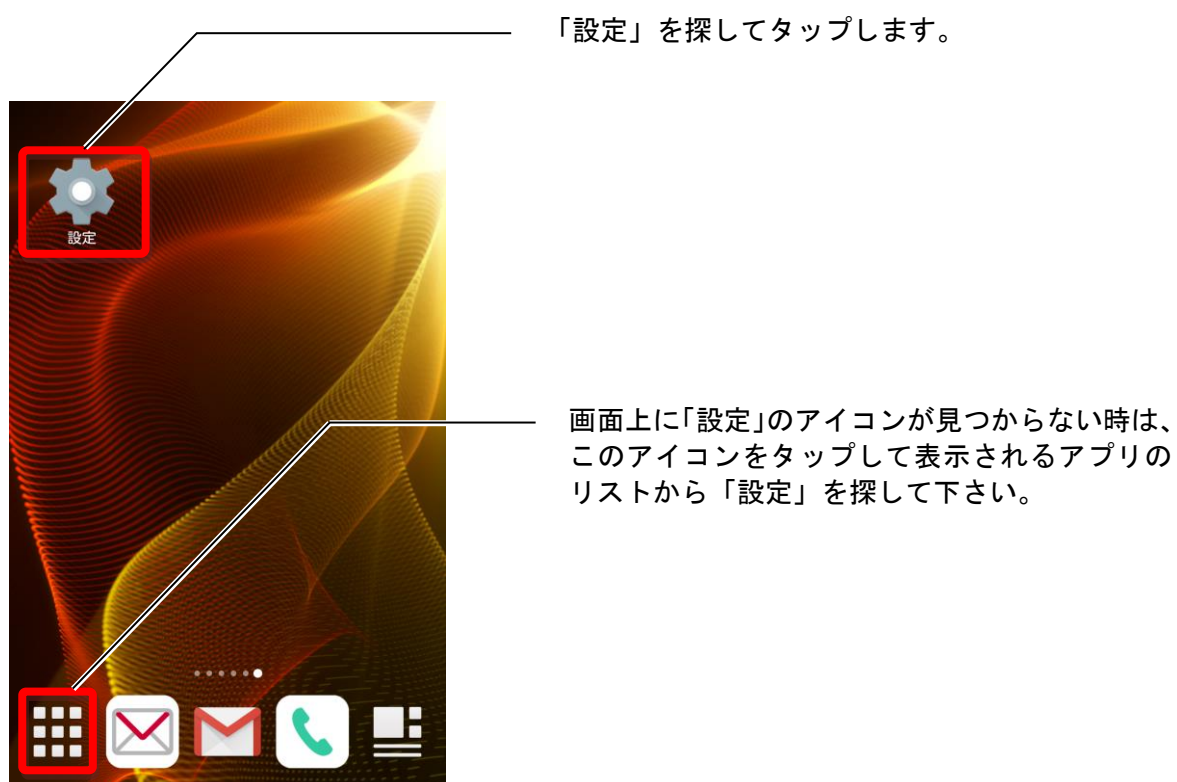 「設定」を探してタップします。
設定
画面上に「設定」のアイコンが見つからない時は、
このアイコンをタップして表示されるアプリの
リストから「設定」を探して下さい。